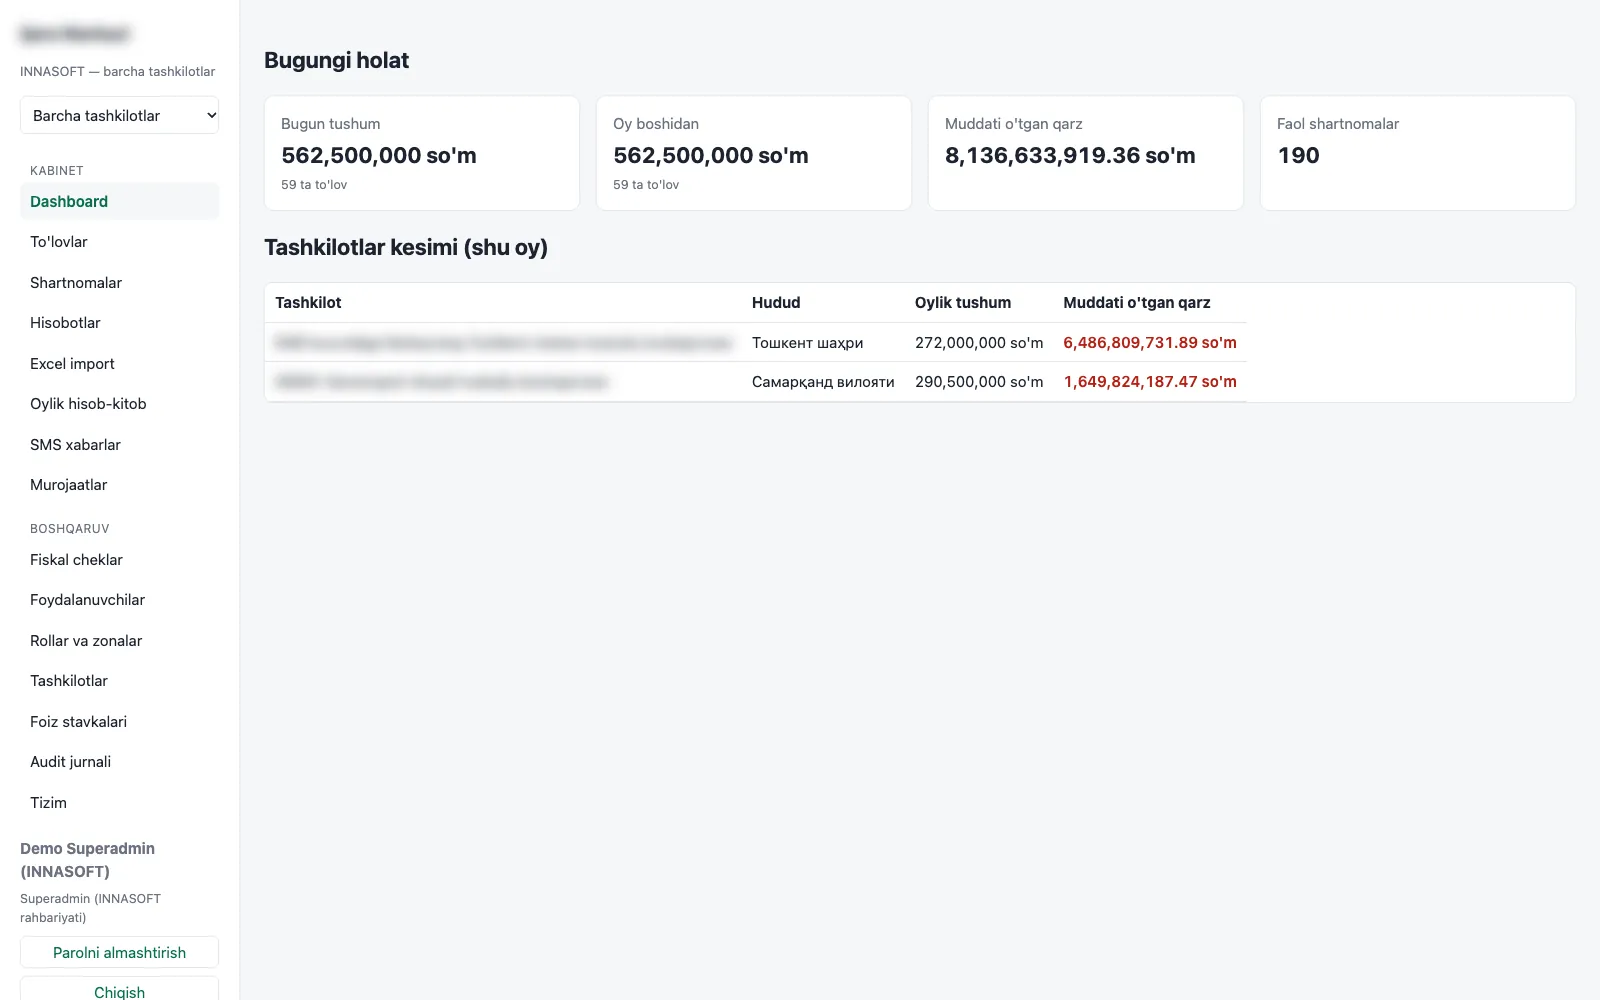 INNASOFT — barcha tashkilotlar
Barcha tashkilotlar
KABINET
Dashboard
To'lovlar
Shartnomalar
Hisobotlar
Excel import
Oylik hisob-kitob
SMS xabarlar
Murojaatlar
BOSHQARUV
Fiskal cheklar
Foydalanuvchilar
Rollar va zonalar
Tashkilotlar
Foiz stavkalari
Audit jurnali
Tizim
Demo Superadmin
(INNASOFT)
Superadmin (INNASOFT
rahbariyati)
Parolni almashtirish
Chiqish
Bugungi holat
Bugun tushum
562,500,000 so'm
59 ta to'lov
Oy boshidan
562,500,000 so'm
59 ta to'lov
Muddati o'tgan qarz
8,136,633,919.36 so'm
Faol shartnomalar
190
Tashkilotlar kesimi (shu oy)
Tashkilot Hudud Oylik tushum Muddati o'tgan qarz
Тошкент шаҳри 272,000,000 so'm 6,486,809,731.89 so'm
Самарқанд вилояти 290,500,000 so'm 1,649,824,187.47 so'm